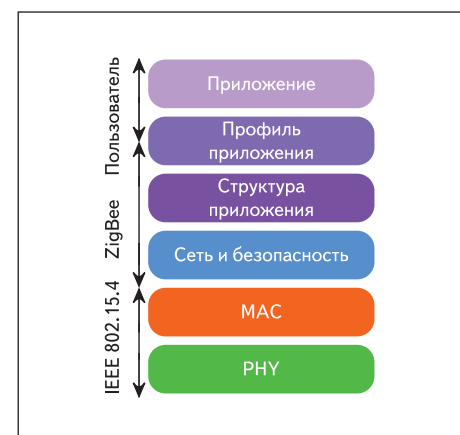 Пользователь
ZigBee
IEEE 802.15.4
Приложение
Профиль
приложения
Структура
приложения
Сеть и безопасность
MAC
PHY